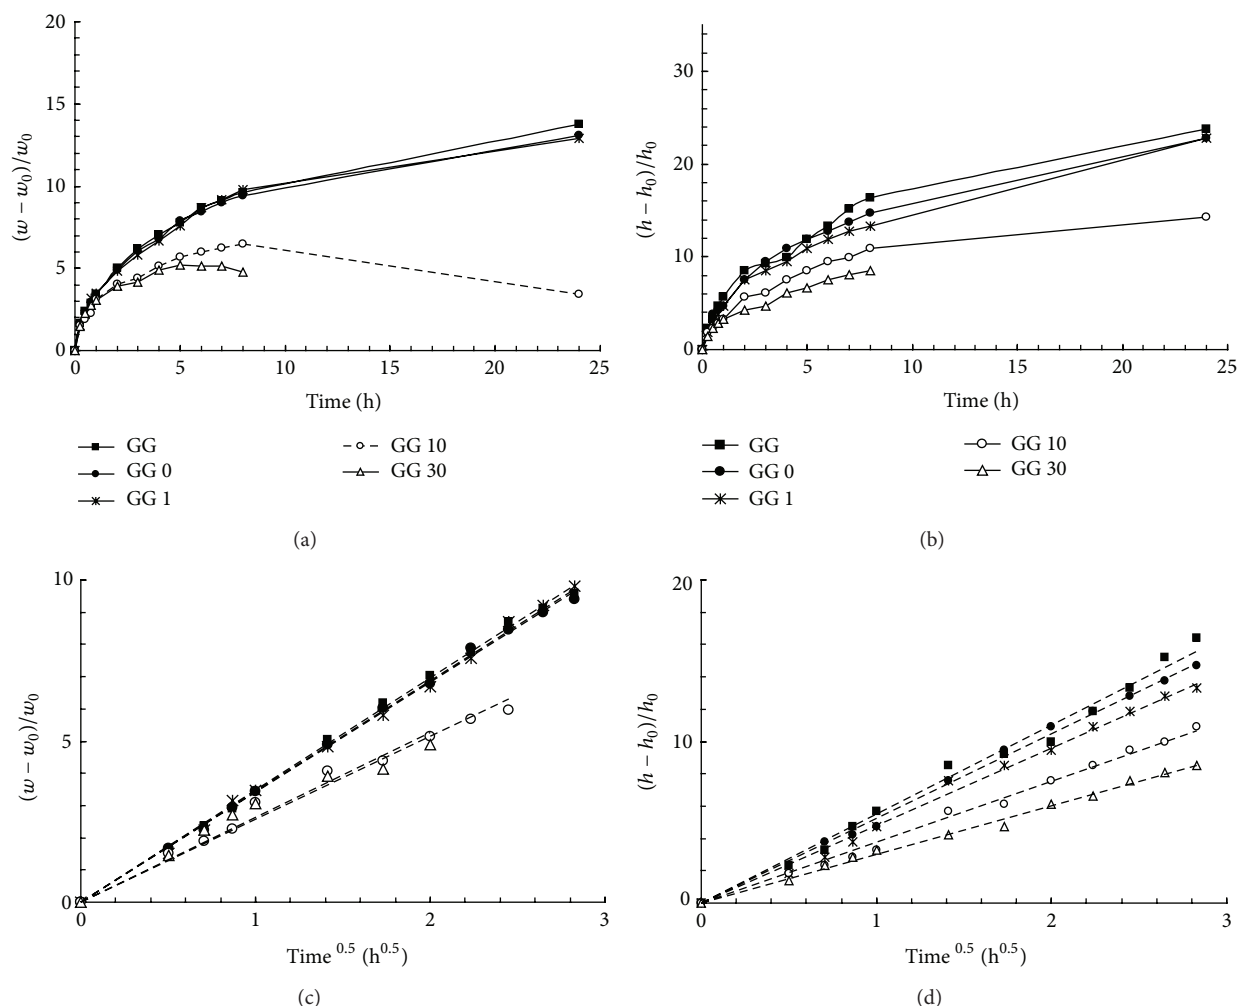 20
15
10
5
0
0 5 10 15 20 25
(w − w₀)/w₀
Time (h)
GG
GG 0
GG 1
GG 10
GG 30
(a)
30
20
10
0
0 5 10 15 20 25
(h − h₀)/h₀
Time (h)
GG
GG 0
GG 1
GG 10
GG 30
(b)
10
5
0
0 1 2 3
(w − w₀)/w₀
Time ^0.5 (h^0.5)
(c)
20
10
0
0 1 2 3
(h − h₀)/h₀
Time ^0.5 (h^0.5)
(d)